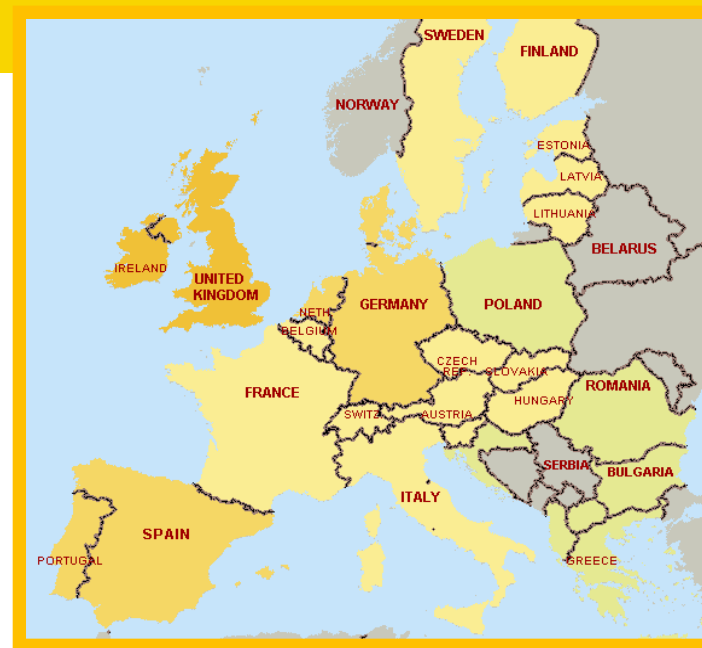 SWEDEN
FINLAND
NORWAY
ESTONIA
LATVIA
LITHUANIA
BELARUS
IRELAND
UNITED
KINGDOM
NETH
BELGIUM
GERMANY
POLAND
CZECH
REP.
SLOVAKIA
FRANCE
SWITZ.
AUSTRIA
HUNGARY
ROMANIA
SERBIA
BULGARIA
ITALY
SPAIN
PORTUGAL
GREECE